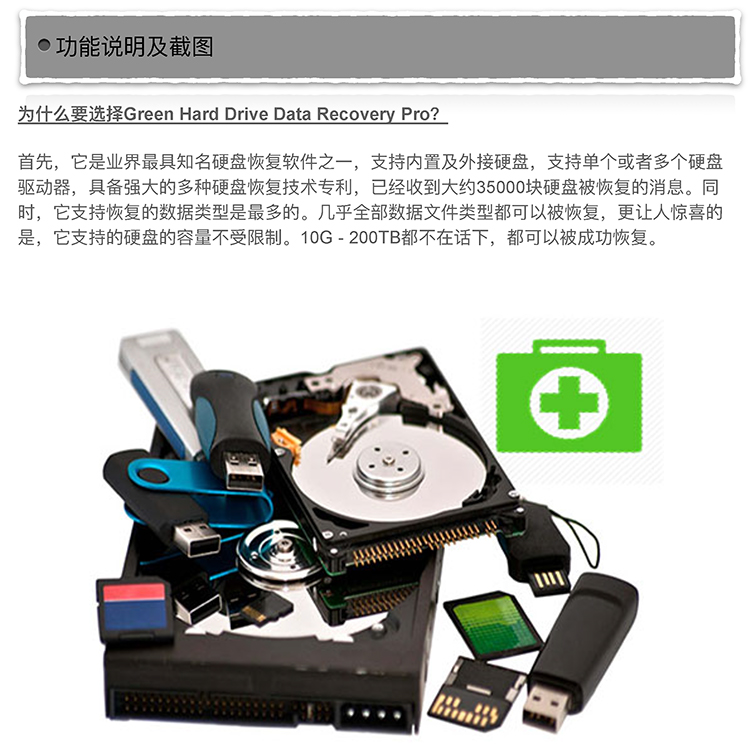 功能说明及截图
为什么要选择Green Hard Drive Data Recovery Pro?
首先，它是业界最具知名硬盘恢复软件之一，支持内置及外接硬盘，支持单个或者多个硬盘
驱动器，具备强大的多种硬盘恢复技术专利，已经收到大约35000块硬盘被恢复的消息。同
时，它支持恢复的数据类型是最多的。几乎全部数据文件类型都可以被恢复，更让人惊喜的
是，它支持的硬盘的容量不受限制。10G - 200TB都不在话下，都可以被成功恢复。